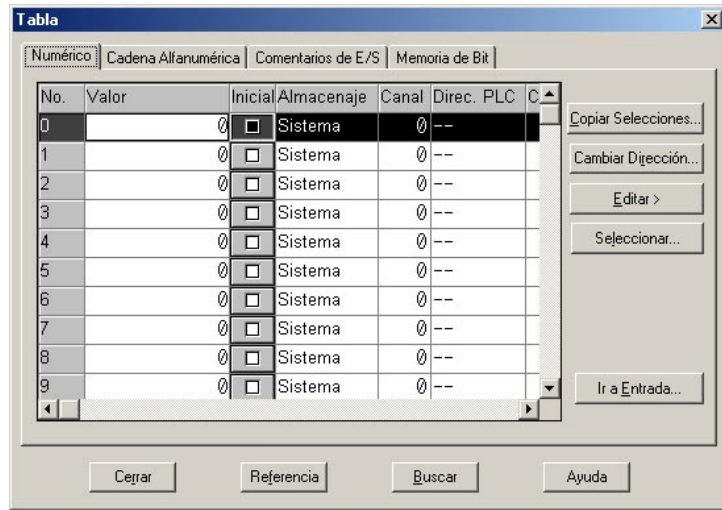 Tabla
Numérico Cadena Alfanumérica Comentarios de E/S Memoria de Bit
No. Valor Inicial Almacenaje Canal Direc. PLC C
0 0 Sistema 0 --
1 0 Sistema 0 --
2 0 Sistema 0 --
3 0 Sistema 0 --
4 0 Sistema 0 --
5 0 Sistema 0 --
6 0 Sistema 0 --
7 0 Sistema 0 --
8 0 Sistema 0 --
9 0 Sistema 0 --
Copiar Selecciones...
Cambiar Dirección...
Editar >
Seleccionar...
Ir a Entrada...
Cerrar Referencia Buscar Ayuda